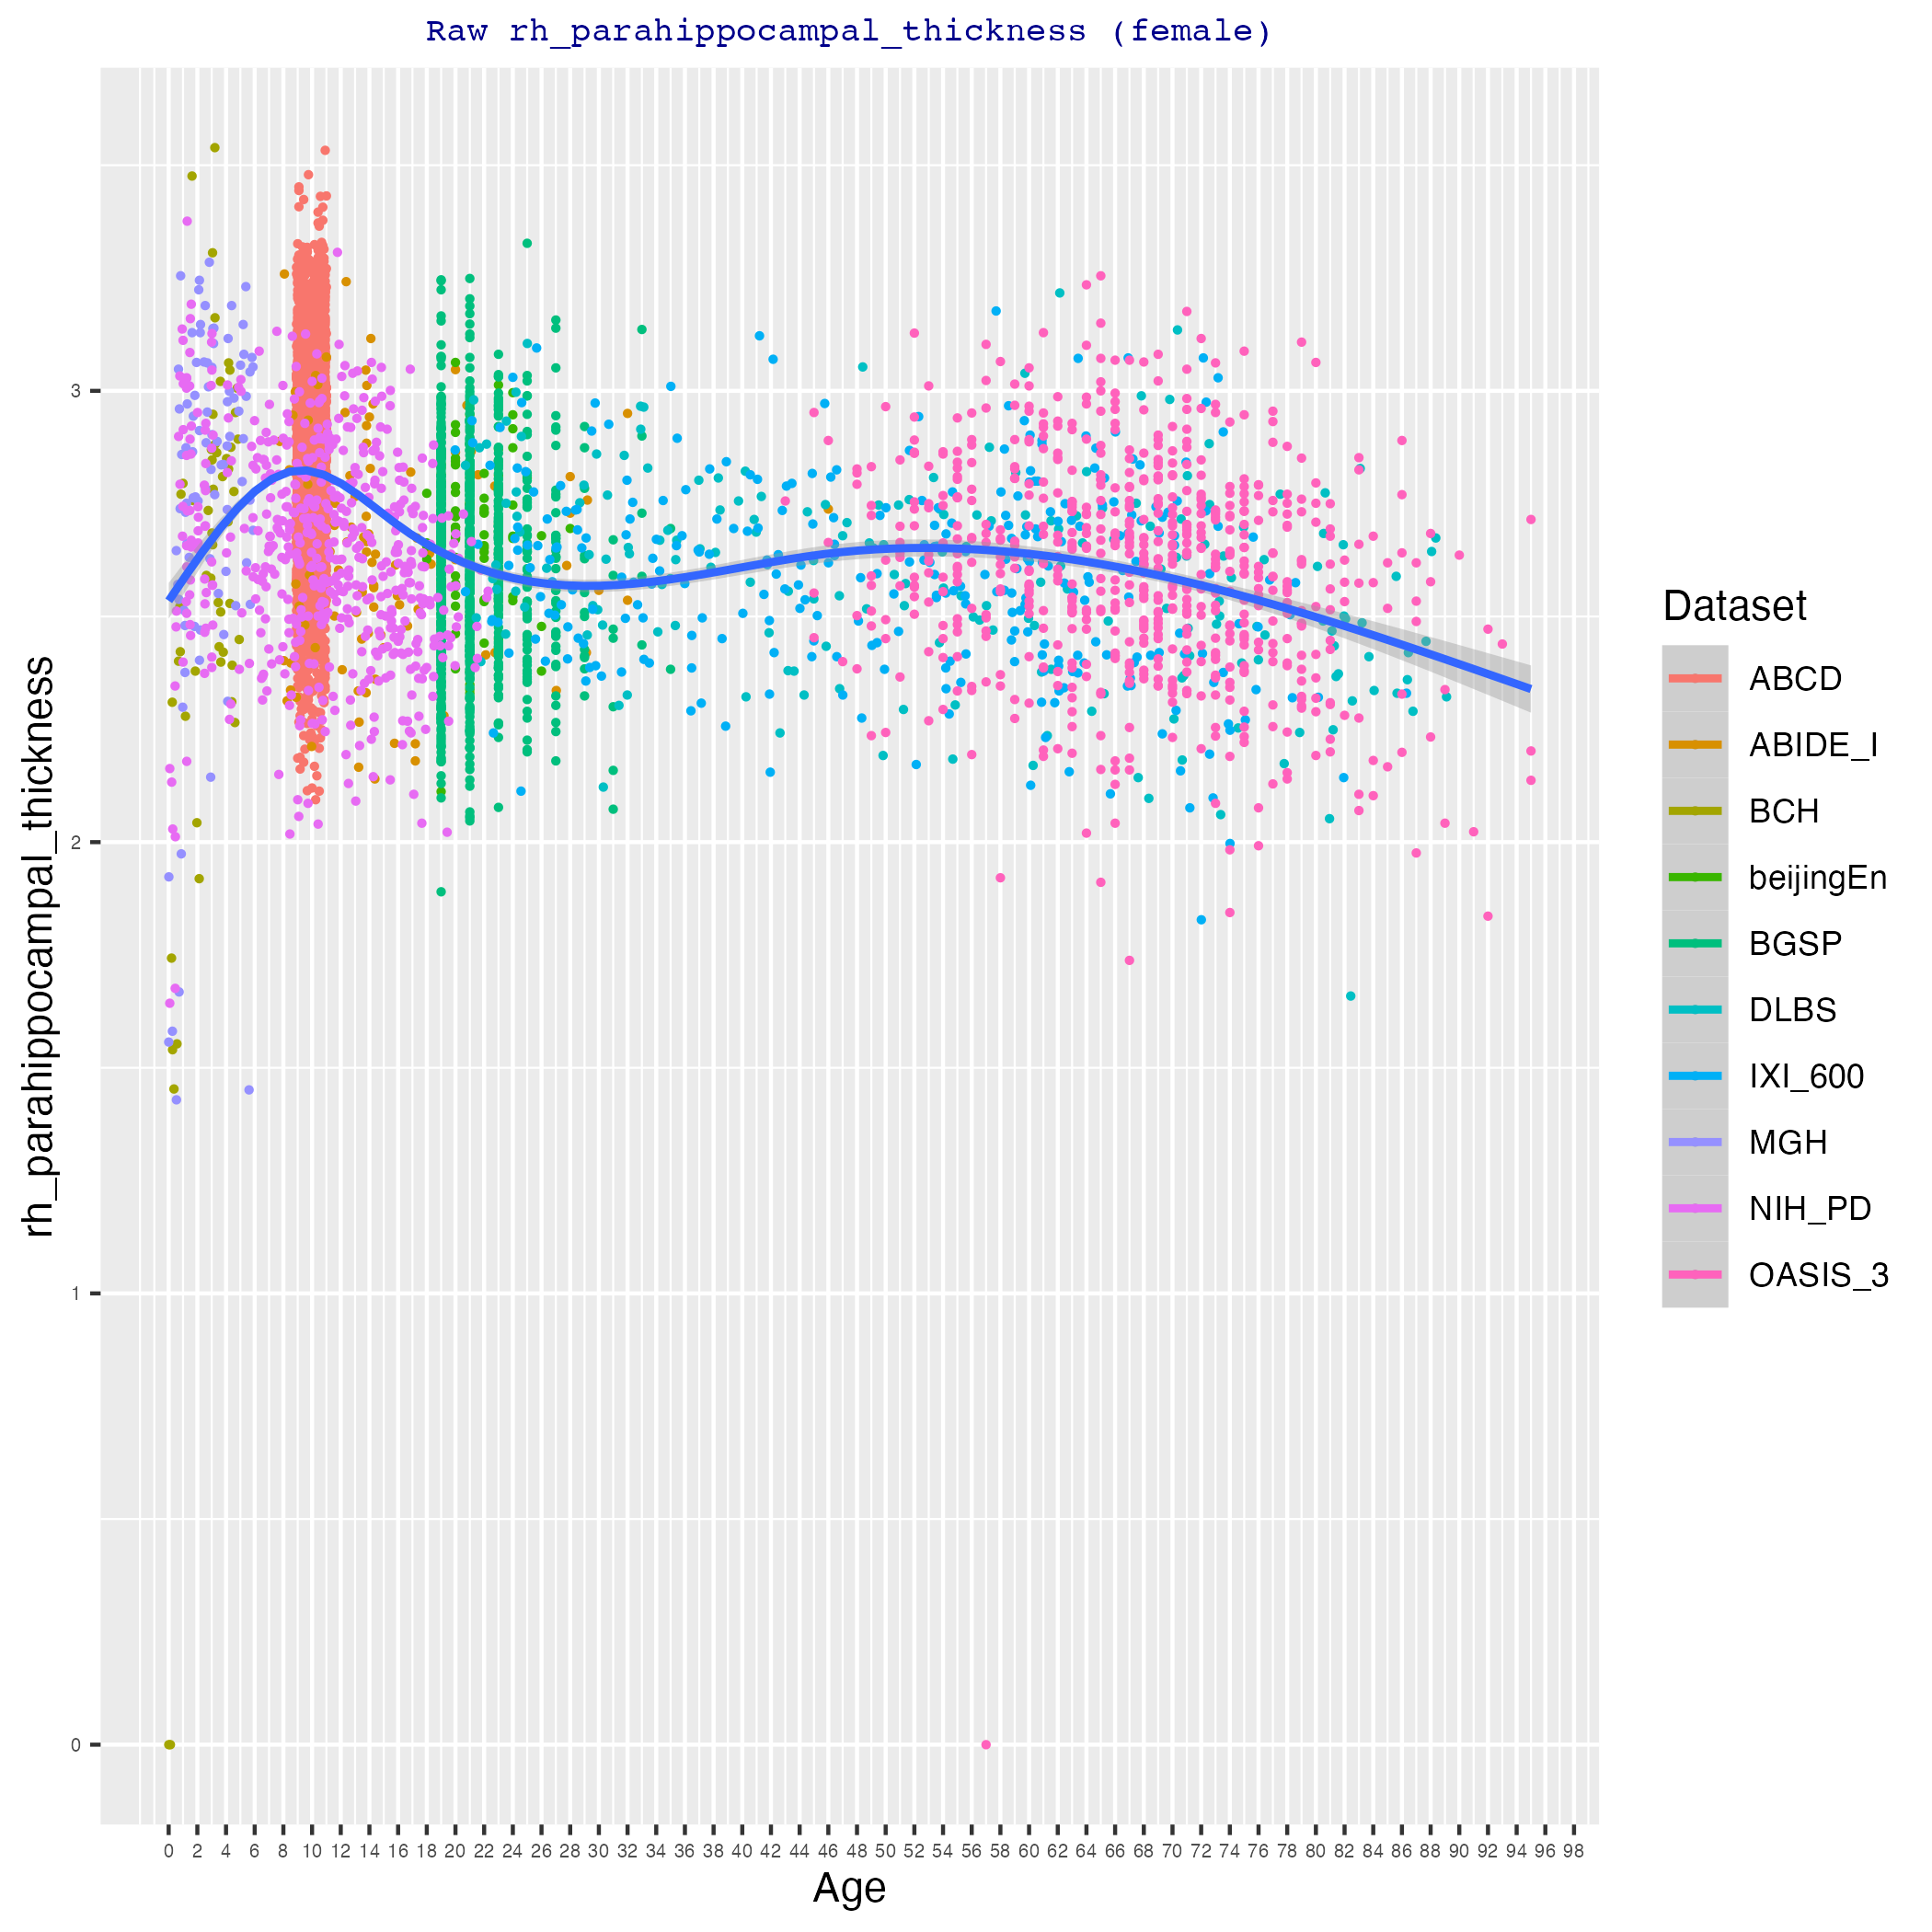 Raw rh_parahippocampal_thickness (female)
rh_parahippocampal_thickness
3
2
1
0
0 2 4 6 8 10 12 14 16 18 20 22 24 26 28 30 32 34 36 38 40 42 44 46 48 50 52 54 56 58 60 62 64 66 68 70 72 74 76 78 80 82 84 86 88 90 92 94 96 98
Age
Dataset
ABCD
ABIDE_I
BCH
beijingEn
BGSP
DLBS
IXI_600
MGH
NIH_PD
OASIS_3